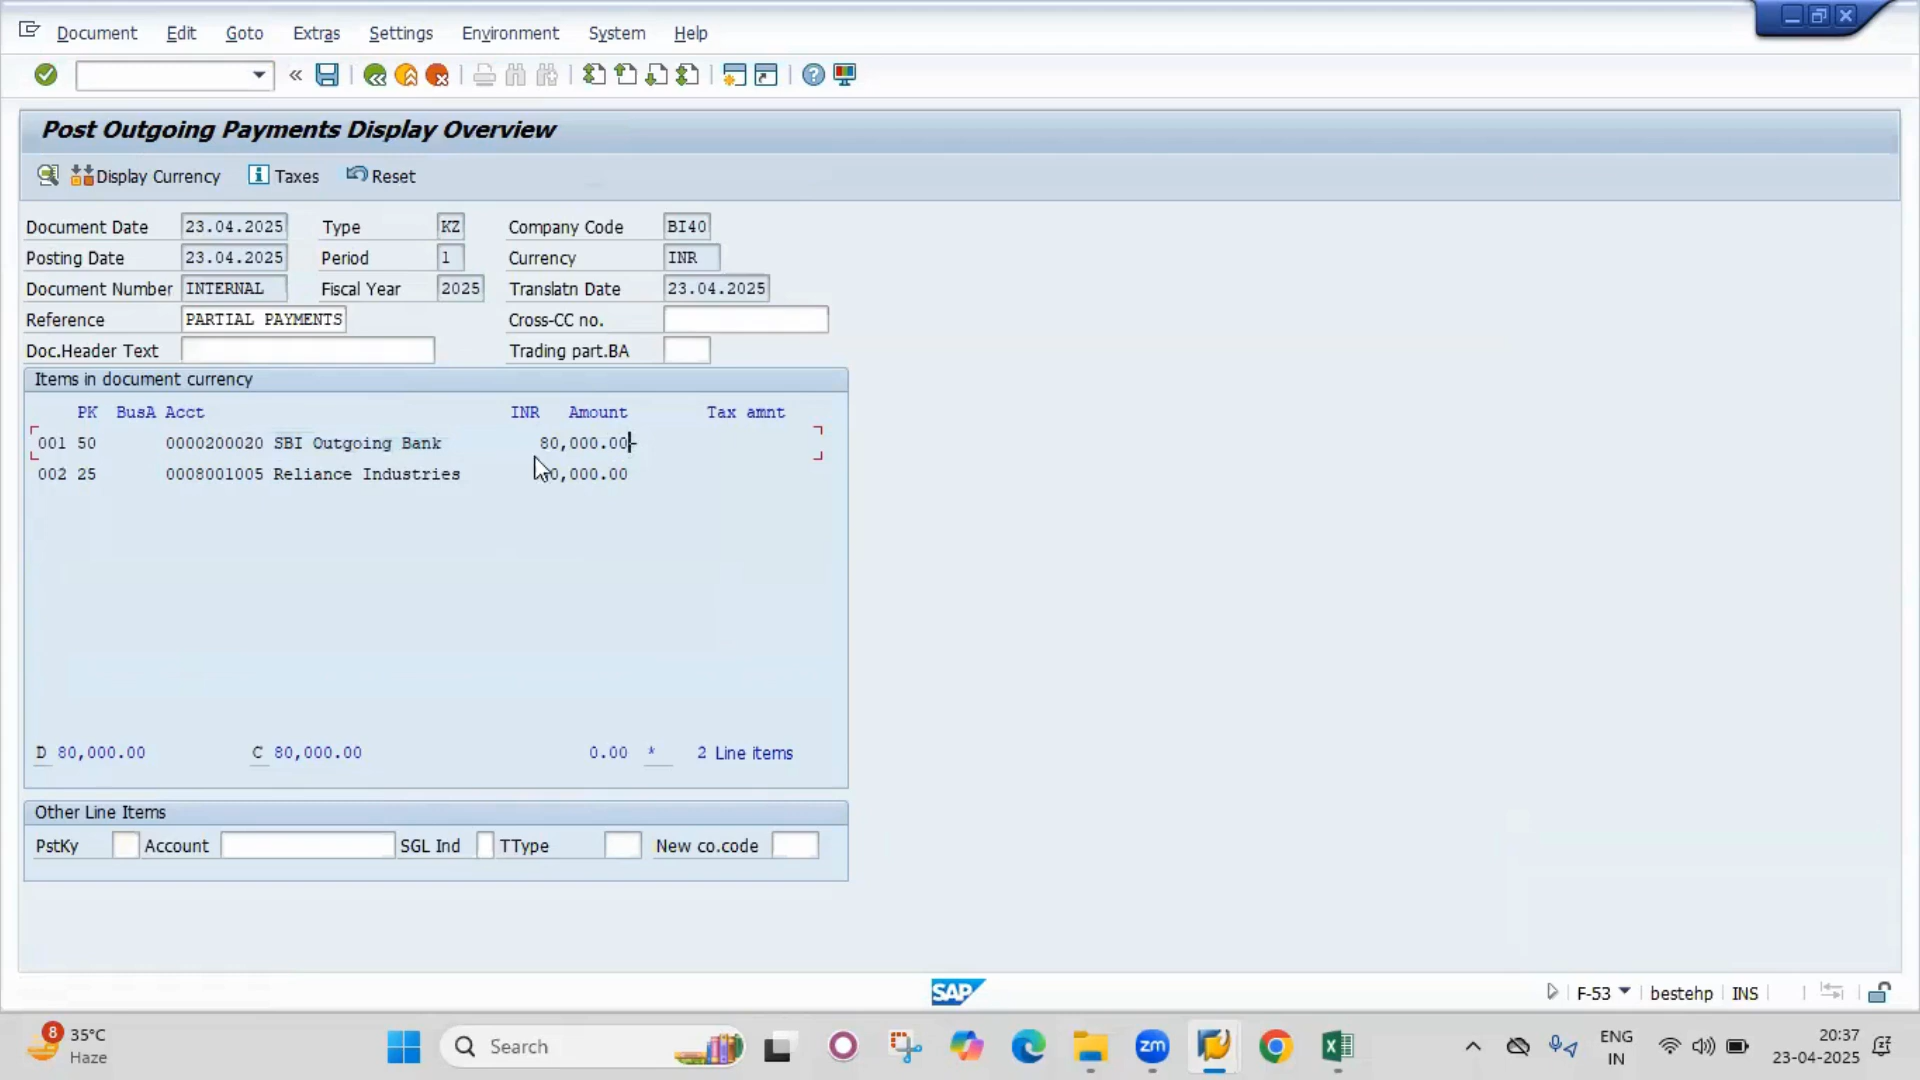 Document Edit Goto Extras Settings Environment System Help
Post Outgoing Payments Display Overview
Display Currency Taxes Reset
Document Date 23.04.2025 Type KZ Company Code BI40
Posting Date 23.04.2025 Period 1 Currency INR
Document Number INTERNAL Fiscal Year 2025 Translatn Date 23.04.2025
Reference PARTIAL PAYMENTS Cross-CC no.
Doc.Header Text Trading part.BA
Items in document currency
PK BusA Acct INR Amount Tax amnt
001 50 0000200020 SBI Outgoing Bank 80,000.00-
002 25 0008001005 Reliance Industries 0,000.00
D 80,000.00 C 80,000.00 0.00 * 2 Line items
Other Line Items
PstKy Account SGL Ind TType New co.code
SAP F-53 bestehp INS
8 35°C Haze
Search
zm
ENG IN
20:37
23-04-2025